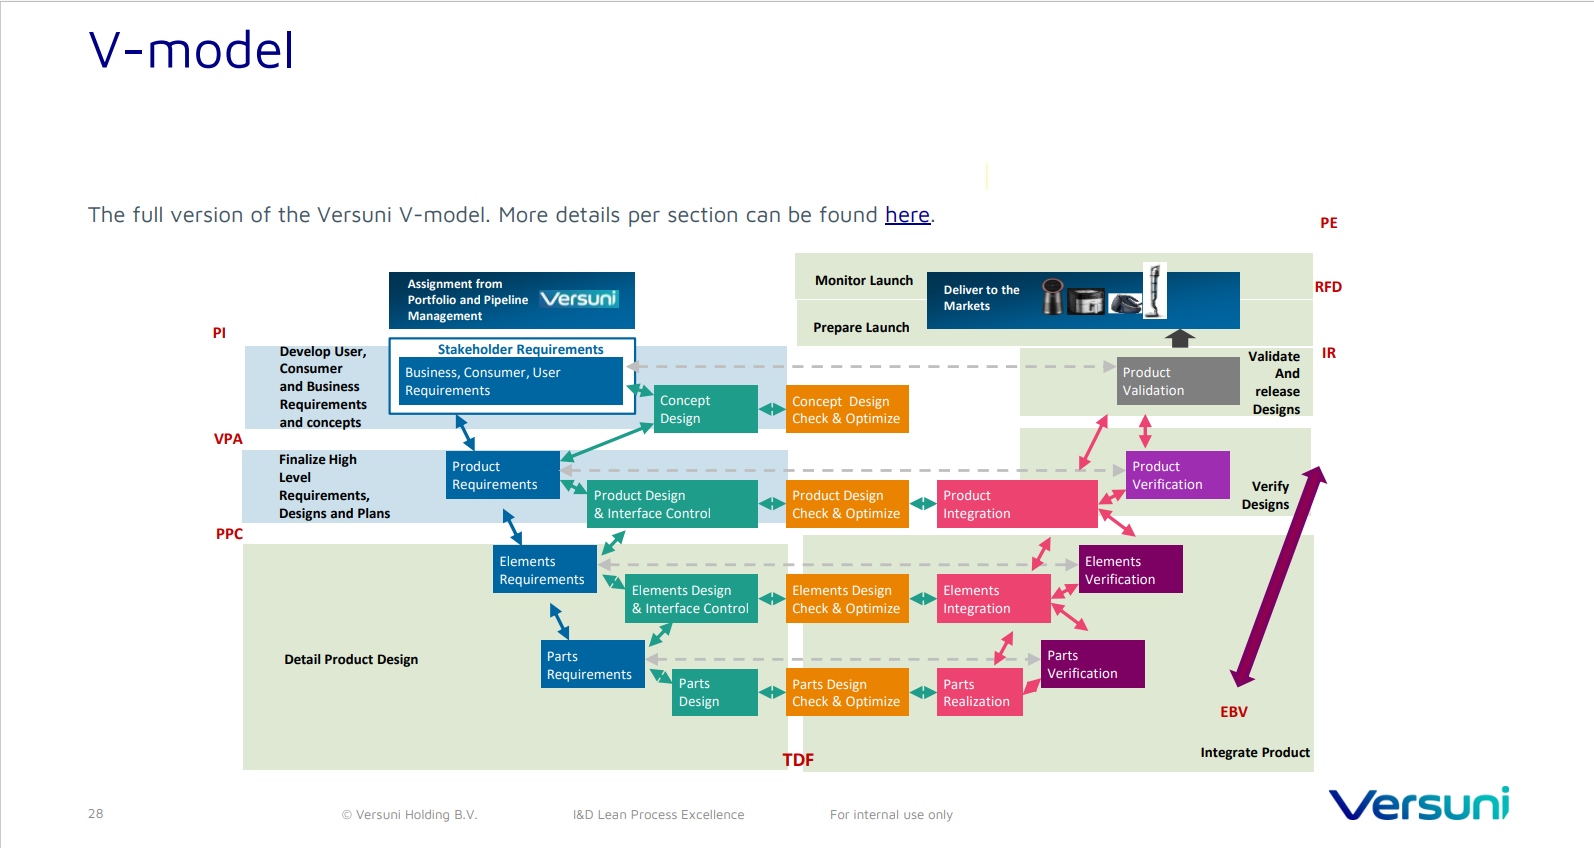 V-model
The full version of the Versuni V-model. More details per section can be found here.
PE
Assignment from
Portfolio and Pipeline
Management
Versuni
Monitor Launch
Deliver to the
Markets
RFD
Prepare Launch
PI
Develop User,
Consumer
and Business
Requirements
and concepts
Stakeholder Requirements
Business, Consumer, User
Requirements
Concept
Design
Concept Design
Check & Optimize
Product
Validation
Validate
And
release
Designs
IR
VPA
Finalize High
Level
Requirements,
Designs and Plans
Product
Requirements
Product Design
& Interface Control
Product Design
Check & Optimize
Product
Integration
Product
Verification
Verify
Designs
PPC
Elements
Requirements
Elements Design
& Interface Control
Elements Design
Check & Optimize
Elements
Integration
Elements
Verification
Detail Product Design
Parts
Requirements
Parts
Design
Parts Design
Check & Optimize
Parts
Realization
Parts
Verification
EBV
TDF
Integrate Product
28
© Versuni Holding B.V.
I&D Lean Process Excellence
For internal use only
Versuni